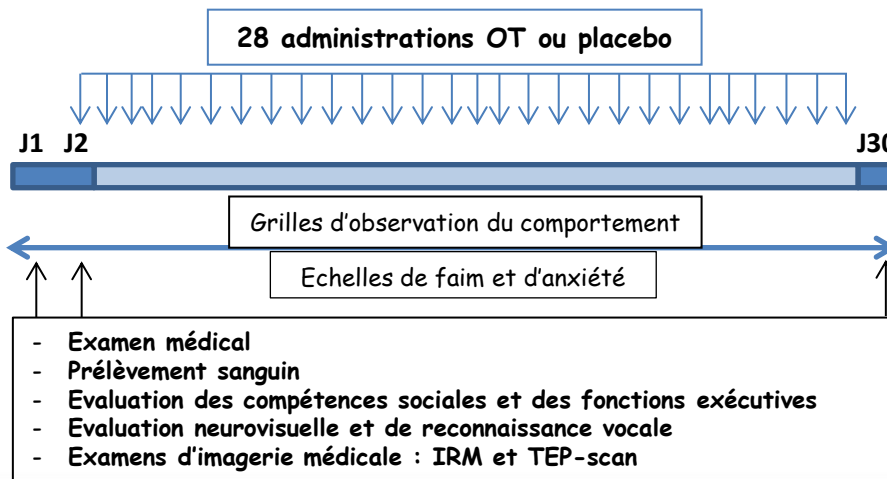 28 administrations OT ou placebo
J1 J2 J30
Grilles d'observation du comportement
Echelles de faim et d'anxiété
- Examen médical
- Prélèvement sanguin
- Evaluation des compétences sociales et des fonctions exécutives
- Evaluation neurovisuelle et de reconnaissance vocale
- Examens d'imagerie médicale : IRM et TEP-scan